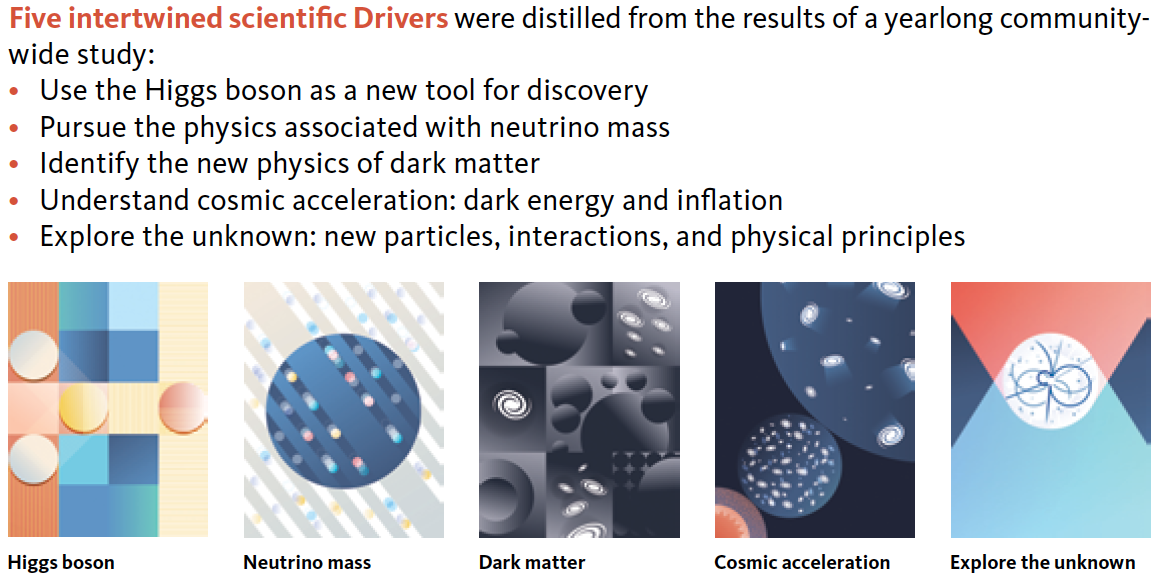 Five intertwined scientific Drivers were distilled from the results of a yearlong community-
wide study:
• Use the Higgs boson as a new tool for discovery
• Pursue the physics associated with neutrino mass
• Identify the new physics of dark matter
• Understand cosmic acceleration: dark energy and inflation
• Explore the unknown: new particles, interactions, and physical principles
Higgs boson
Neutrino mass
Dark matter
Cosmic acceleration
Explore the unknown